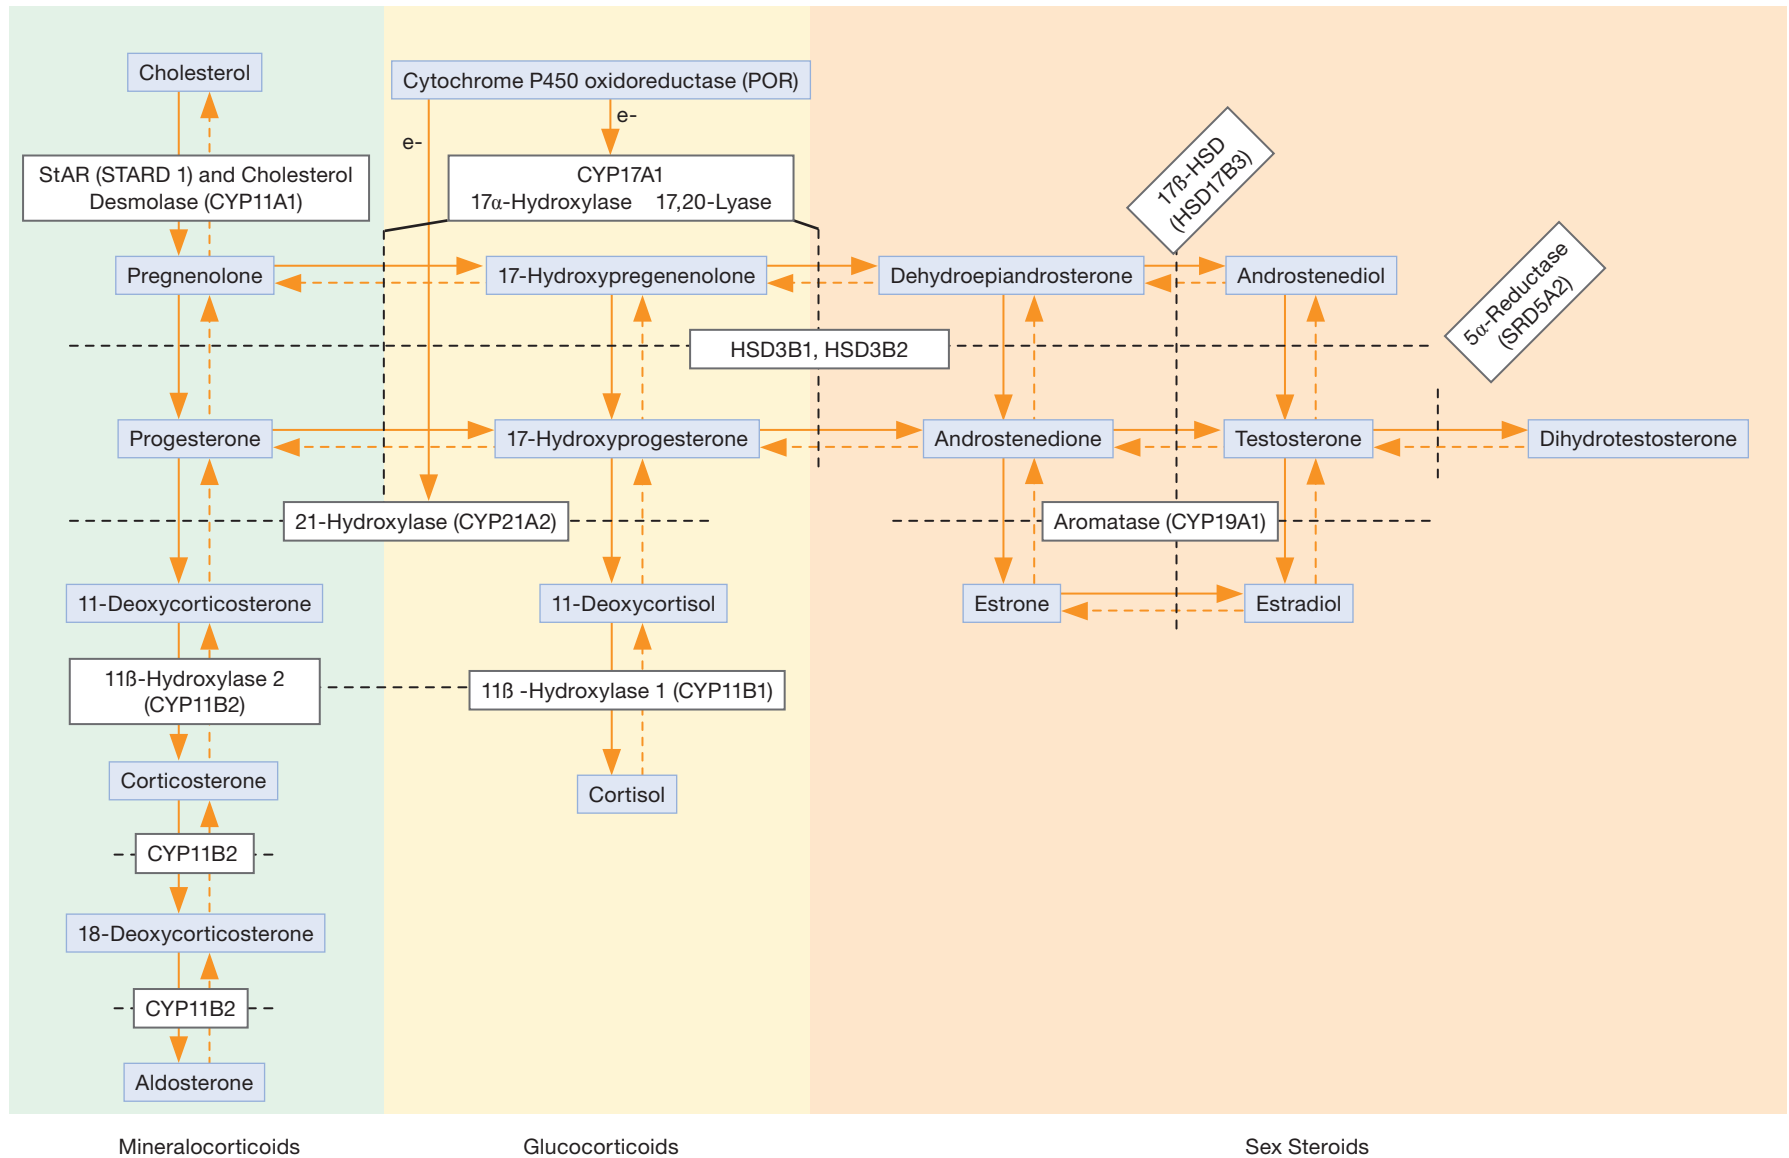 Cholesterol
Cytochrome P450 oxidoreductase (POR)
e-
e-
StAR (STARD 1) and Cholesterol
Desmolase (CYP11A1)
CYP17A1
17α-Hydroxylase 17,20-Lyase
17ß-HSD
(HSD17B3)
5α-Reductase
(SRD5A2)
Pregnenolone
17-Hydroxypregenenolone
Dehydroepiandrosterone
Androstenediol
HSD3B1, HSD3B2
Progesterone
17-Hydroxyprogesterone
Androstenedione
Testosterone
Dihydrotestosterone
21-Hydroxylase (CYP21A2)
Aromatase (CYP19A1)
11-Deoxycorticosterone
11-Deoxycortisol
Estrone
Estradiol
11ß-Hydroxylase 2
(CYP11B2)
11ß -Hydroxylase 1 (CYP11B1)
Corticosterone
Cortisol
CYP11B2
18-Deoxycorticosterone
CYP11B2
Aldosterone
Mineralocorticoids
Glucocorticoids
Sex Steroids